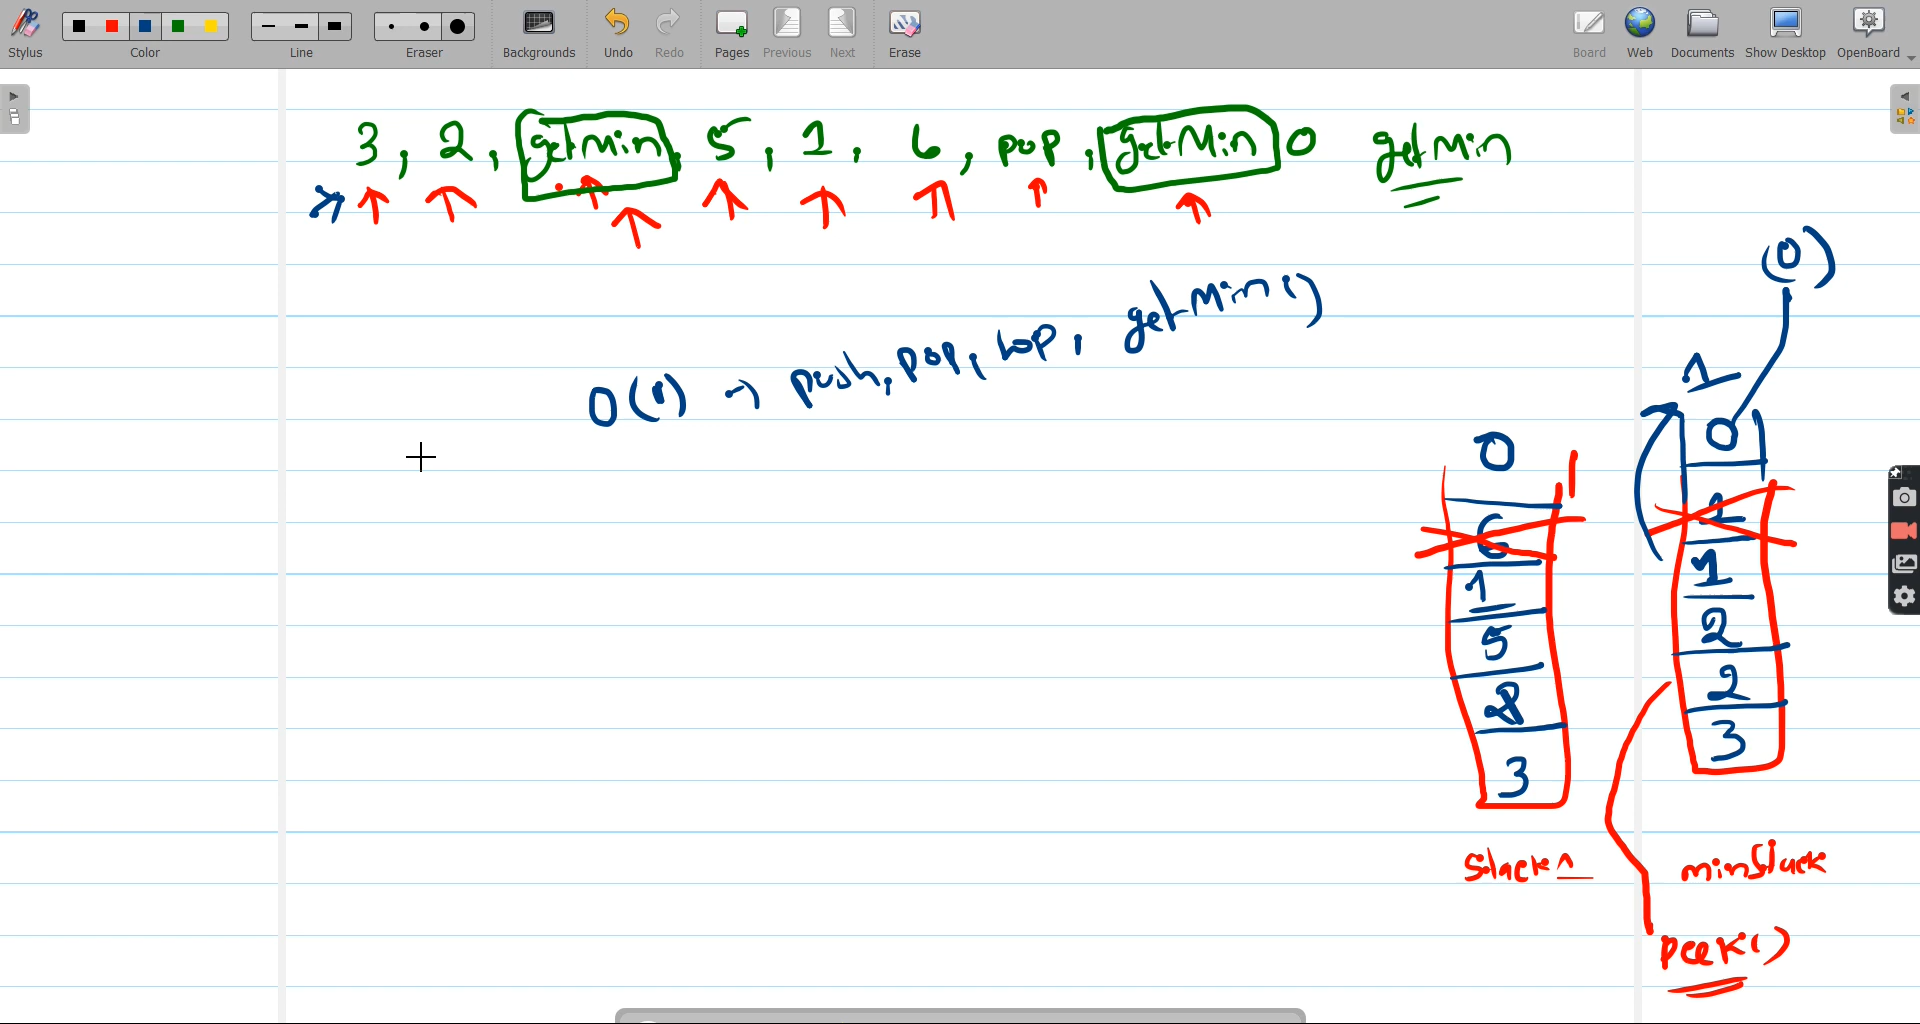 Stylus Color Line Eraser Backgrounds Undo Redo Pages Previous Next Erase Board Web Documents Show Desktop OpenBoard
3, 2, getMin, 5, 1, 6, pop, getMin 0 getMin
(0)
O(1) -> push, pop, top, getMin()
1
0 0
6 1
1 1
5 2
2 2
3 3
Stack 1 minStack
peek()